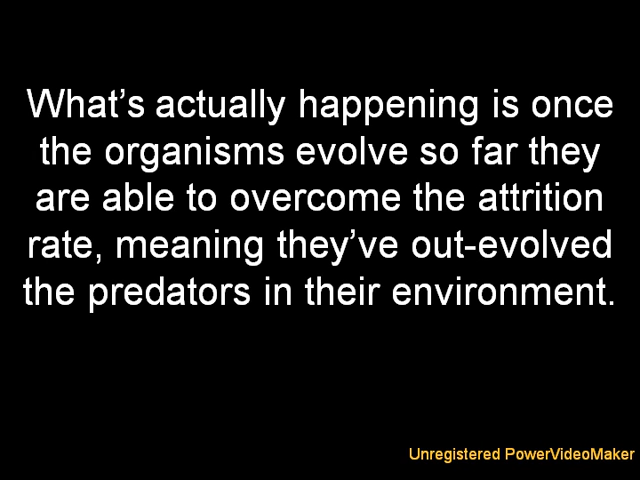 What’s actually happening is once
the organisms evolve so far they
are able to overcome the attrition
rate, meaning they’ve out-evolved
the predators in their environment.
Unregistered PowerVideoMaker